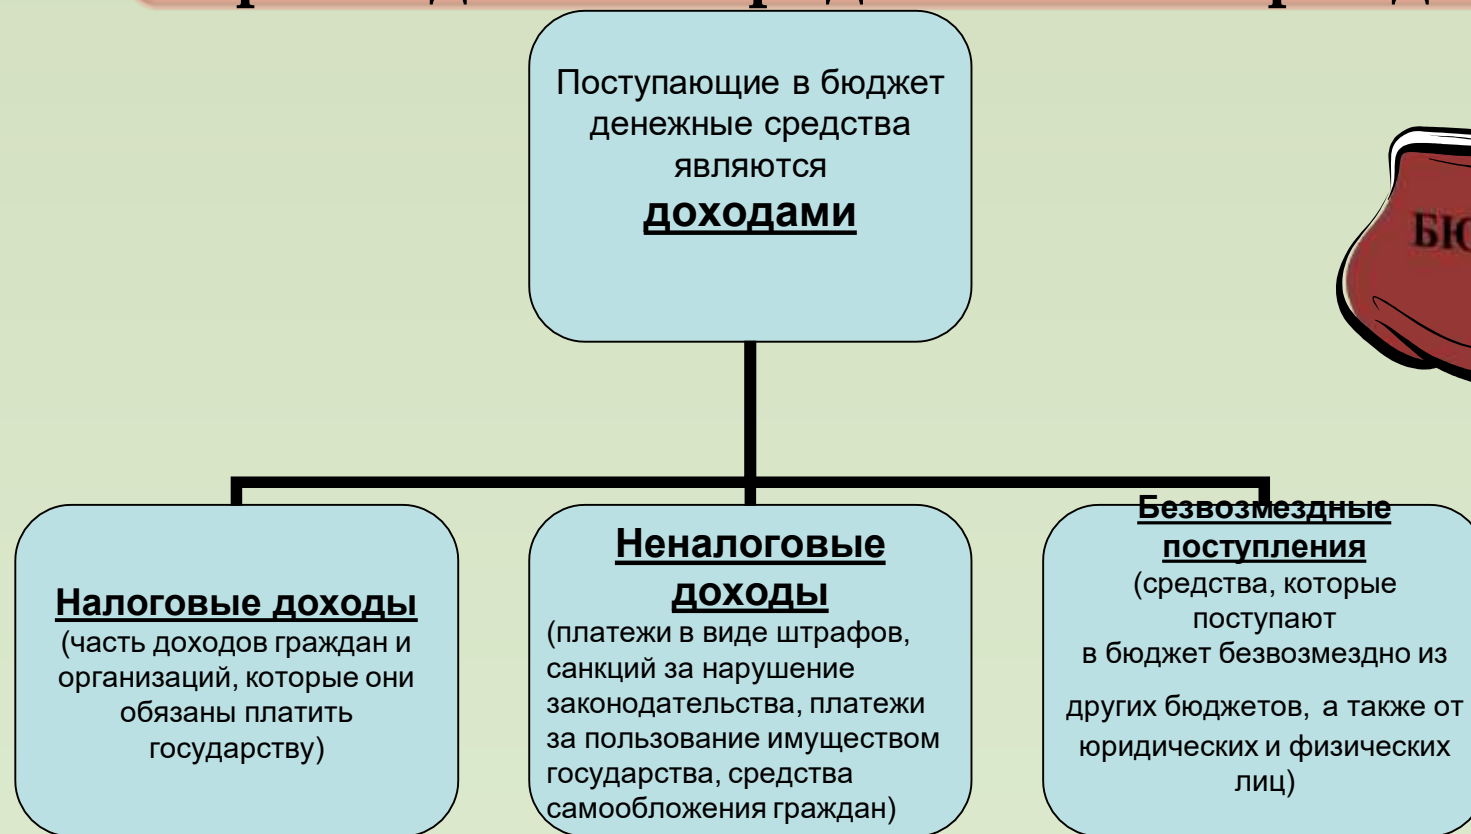 Поступающие в бюджет
денежные средства
являются
доходами
БЮ
Налоговые доходы
(часть доходов граждан и
организаций, которые они
обязаны платить
государству)
Неналоговые
доходы
(платежи в виде штрафов,
санкций за нарушение
законодательства, платежи
за пользование имуществом
государства, средства
самообложения граждан)
Безвозмездные
поступления
(средства, которые
поступают
в бюджет безвозмездно из
других бюджетов, а также от
юридических и физических
лиц)